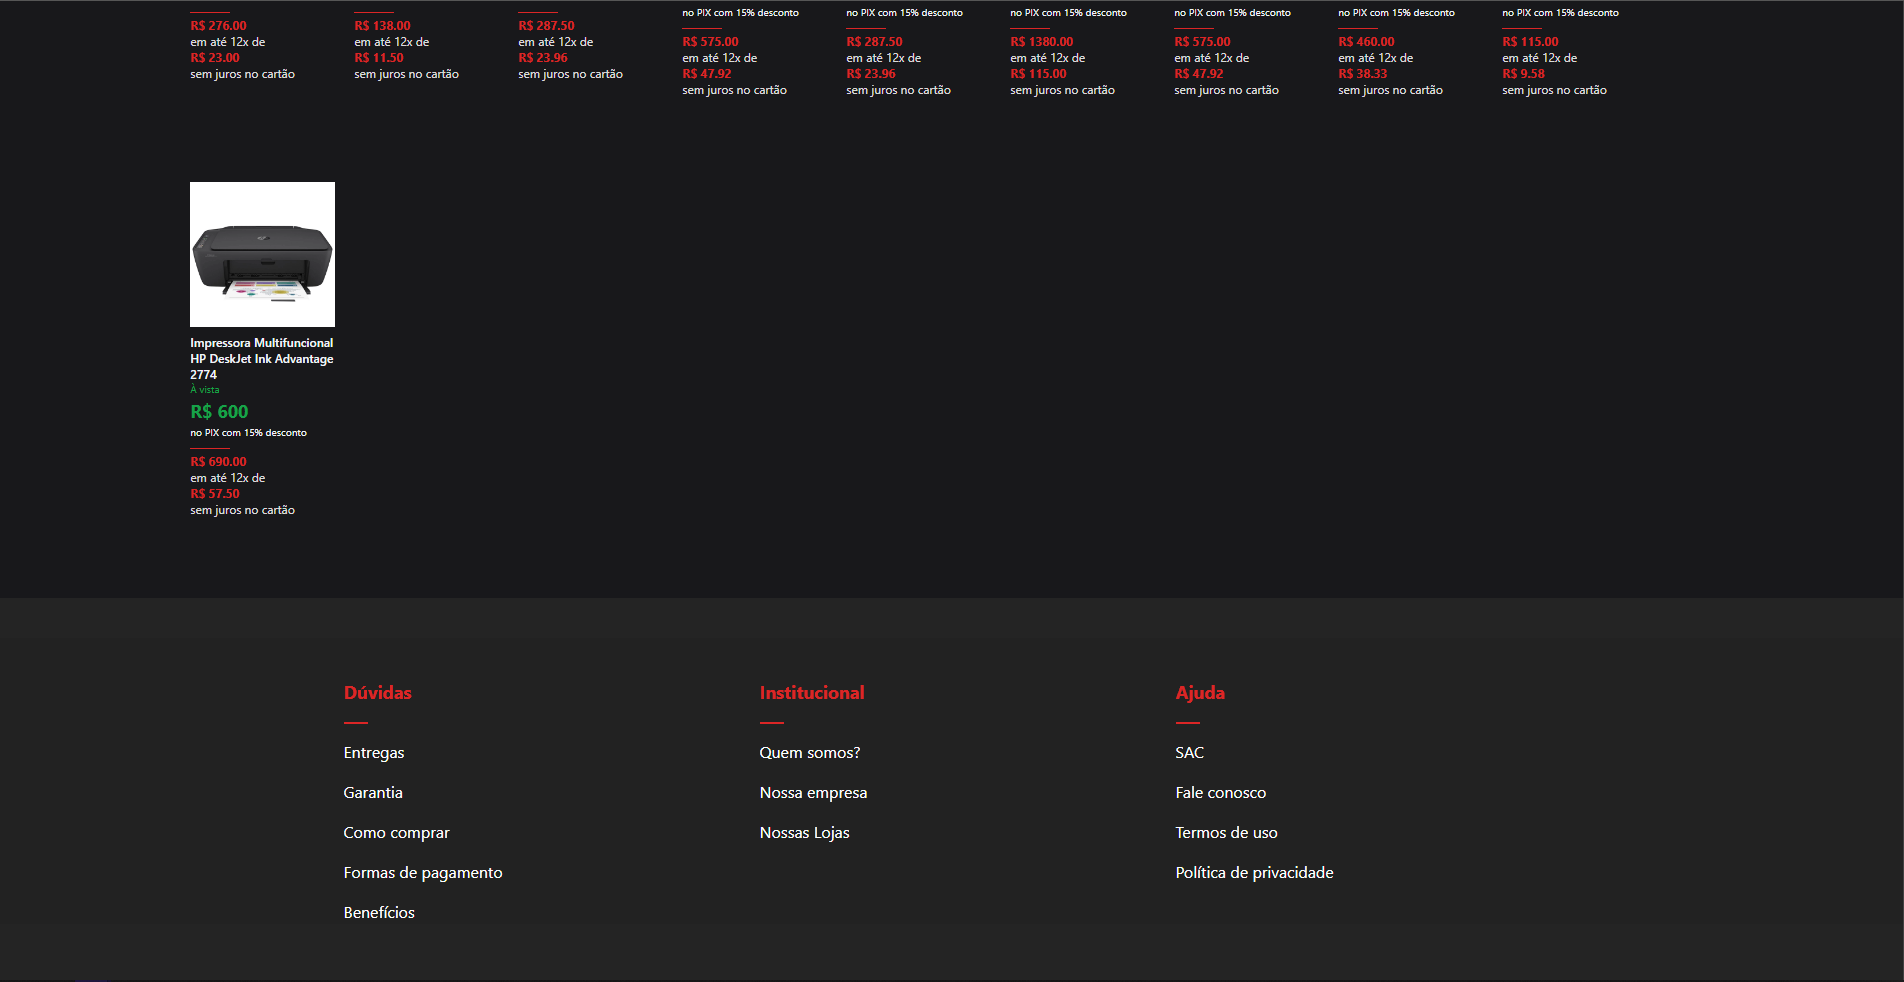 R$ 276.00
em até 12x de
R$ 23.00
sem juros no cartão
R$ 138.00
em até 12x de
R$ 11.50
sem juros no cartão
R$ 287.50
em até 12x de
R$ 23.96
sem juros no cartão
no PIX com 15% desconto
R$ 575.00
em até 12x de
R$ 47.92
sem juros no cartão
no PIX com 15% desconto
R$ 287.50
em até 12x de
R$ 23.96
sem juros no cartão
no PIX com 15% desconto
R$ 1380.00
em até 12x de
R$ 115.00
sem juros no cartão
no PIX com 15% desconto
R$ 575.00
em até 12x de
R$ 47.92
sem juros no cartão
no PIX com 15% desconto
R$ 460.00
em até 12x de
R$ 38.33
sem juros no cartão
no PIX com 15% desconto
R$ 115.00
em até 12x de
R$ 9.58
sem juros no cartão
Impressora Multifuncional
HP DeskJet Ink Advantage
2774
À vista
R$ 600
no PIX com 15% desconto
R$ 690.00
em até 12x de
R$ 57.50
sem juros no cartão
Dúvidas
Entregas
Garantia
Como comprar
Formas de pagamento
Benefícios
Institucional
Quem somos?
Nossa empresa
Nossas Lojas
Ajuda
SAC
Fale conosco
Termos de uso
Política de privacidade